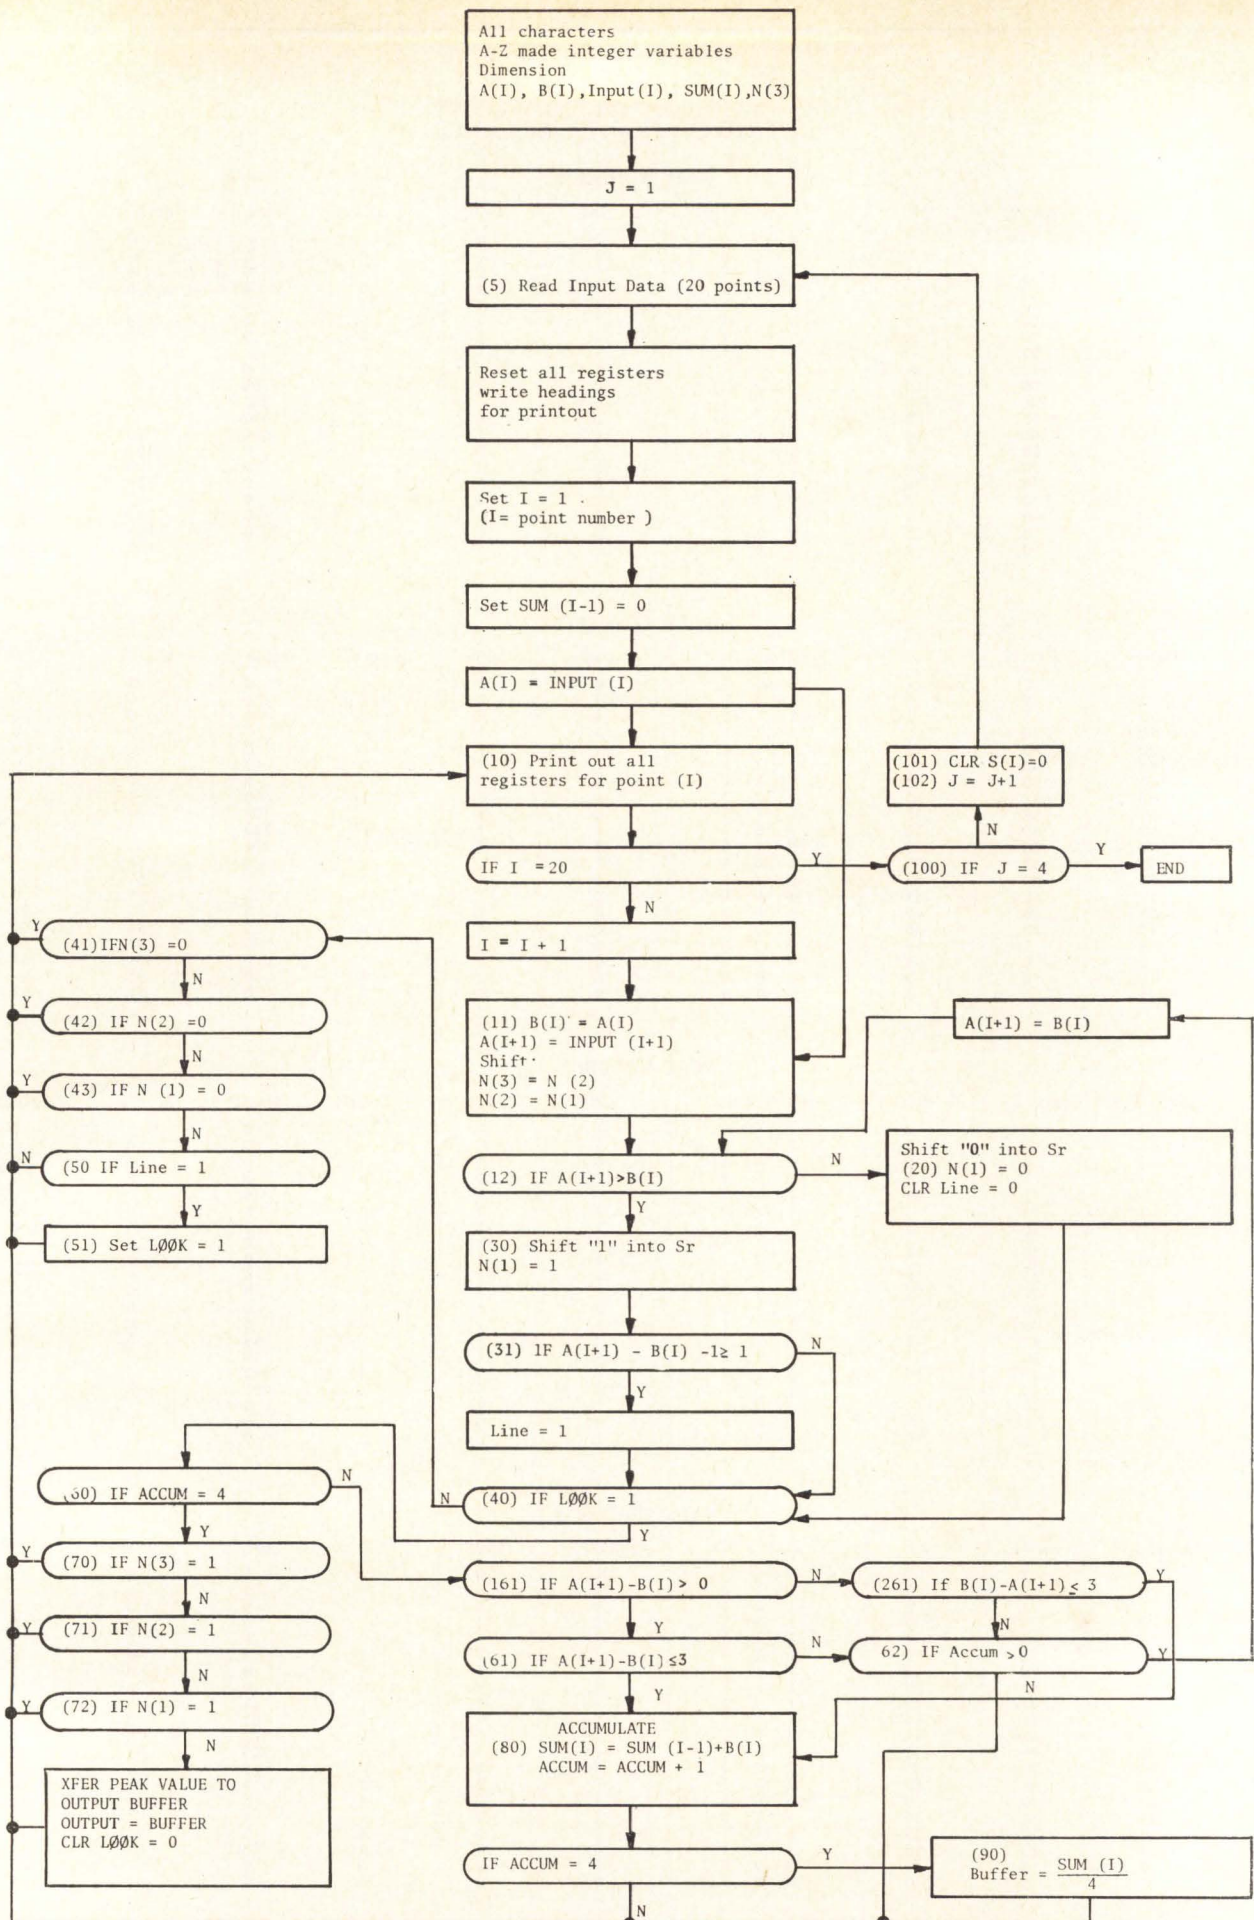 All characters
A-Z made integer variables
Dimension
A(I), B(I),Input(I), SUM(I),N(3)
J = 1
(5) Read Input Data (20 points)
Reset all registers
write headings
for printout
Set I = 1
(I= point number )
Set SUM (I-1) = 0
A(I) = INPUT (I)
(10) Print out all
registers for point (I)
(101) CLR S(I)=0
(102) J = J+1
N
IF I =20
Y
(100) IF J = 4
Y
END
N
I = I + 1
Y
(41)IFN(3) =0
N
Y
(42) IF N(2) =0
N
Y
(43) IF N (1) = 0
N
N
(50 IF Line = 1
Y
(51) Set LØØK = 1
(11) B(I) = A(I)
A(I+1) = INPUT (I+1)
Shift
N(3) = N (2)
N(2) = N(1)
A(I+1) = B(I)
(12) IF A(I+1)>B(I)
N
Y
Shift "0" into Sr
(20) N(1) = 0
CLR Line = 0
(30) Shift "1" into Sr
N(1) = 1
(31) IF A(I+1) - B(I) -1≥ 1
N
Y
Line = 1
(40) IF LØØK = 1
N
Y
(60) IF ACCUM = 4
N
Y
Y
(70) IF N(3) = 1
N
Y
(71) IF N(2) = 1
N
Y
(72) IF N(1) = 1
N
XFER PEAK VALUE TO
OUTPUT BUFFER
OUTPUT = BUFFER
CLR LØØK = 0
(161) IF A(I+1)-B(I)> 0
N
(261) If B(I)-A(I+1)≤ 3
Y
Y
N
(61) IF A(I+1)-B(I)≤3
N
62) IF Accum >0
Y
Y
N
ACCUMULATE
(80) SUM(I) = SUM (I-1)+B(I)
ACCUM = ACCUM + 1
IF ACCUM = 4
Y
N
(90)
Buffer = SUM (I)
4